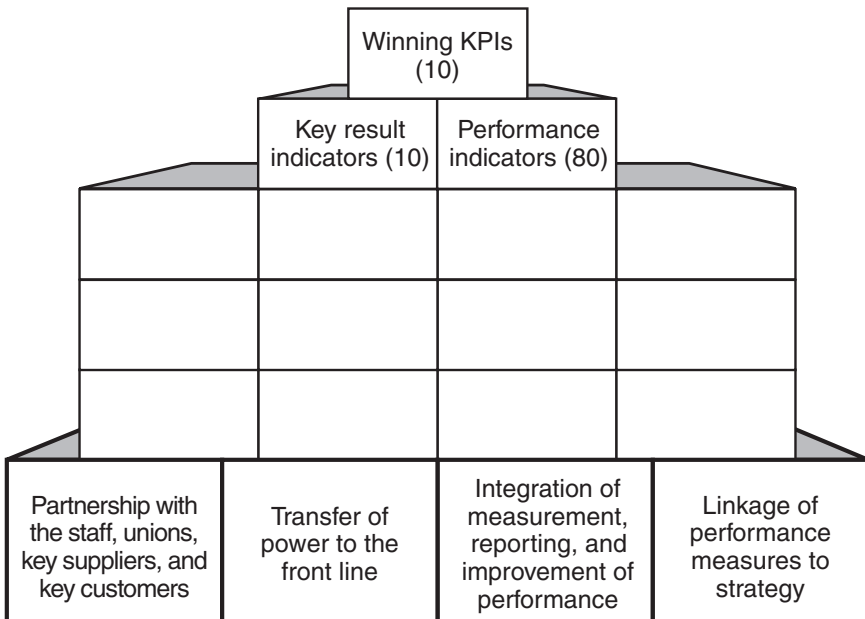 Winning KPIs
(10)
Key result
indicators (10)
Performance
indicators (80)
Partnership with
the staff, unions,
key suppliers, and
key customers
Transfer of
power to the
front line
Integration of
measurement,
reporting, and
improvement of
performance
Linkage of
performance
measures to
strategy